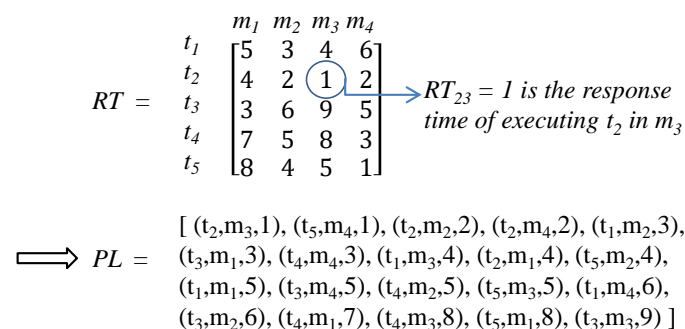 m₁ m₂ m₃ m₄
t₁ 5 3 4 6
t₂ 4 2 1 2
RT = t₃ 3 6 9 5
t₄ 7 5 8 3
t₅ 8 4 5 1
RT₂₃ = 1 is the response
time of executing t₂ in m₃
[ (t₂,m₃,1), (t₅,m₄,1), (t₂,m₂,2), (t₂,m₄,2), (t₁,m₂,3),
PL = (t₃,m₁,3), (t₄,m₄,3), (t₁,m₃,4), (t₂,m₁,4), (t₅,m₂,4),
(t₁,m₁,5), (t₃,m₄,5), (t₄,m₂,5), (t₅,m₃,5), (t₁,m₄,6),
(t₃,m₂,6), (t₄,m₁,7), (t₄,m₃,8), (t₅,m₁,8), (t₃,m₃,9) ]